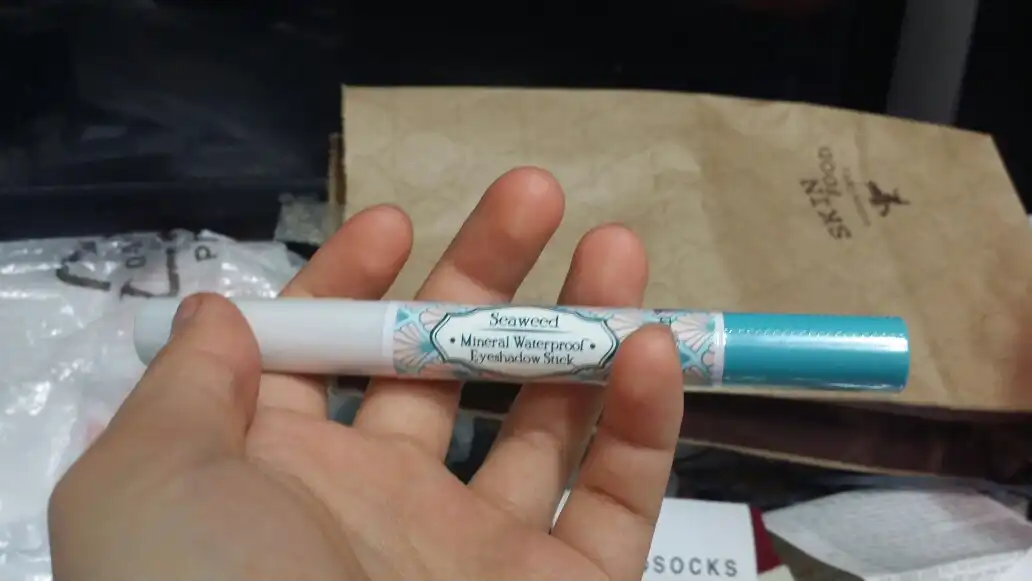 Seaweed
• Mineral Waterproof •
Eyeshadow Stick
SKIN
FOOD
SOCKS